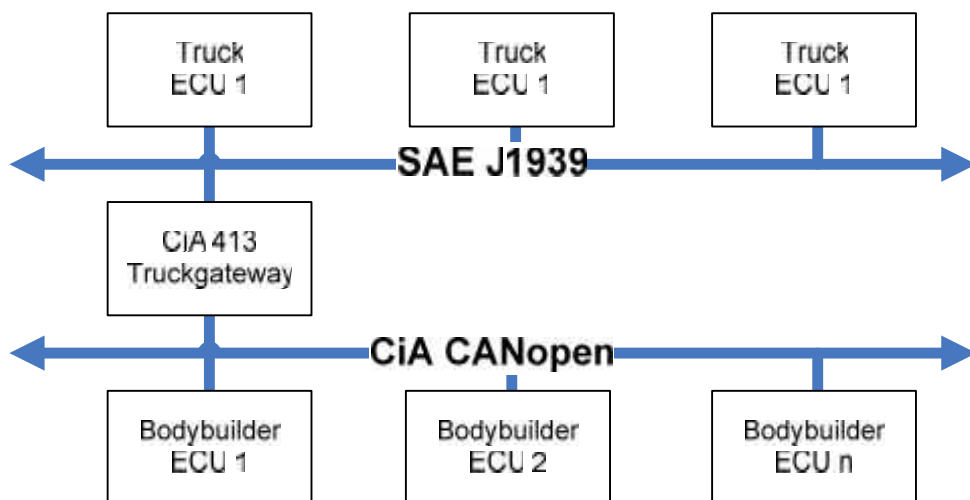 Truck
ECU 1
Truck
ECU 1
Truck
ECU 1
SAE J1939
CiA 413
Truckgateway
CiA CANopen
Bodybuilder
ECU 1
Bodybuilder
ECU 2
Bodybuilder
ECU n